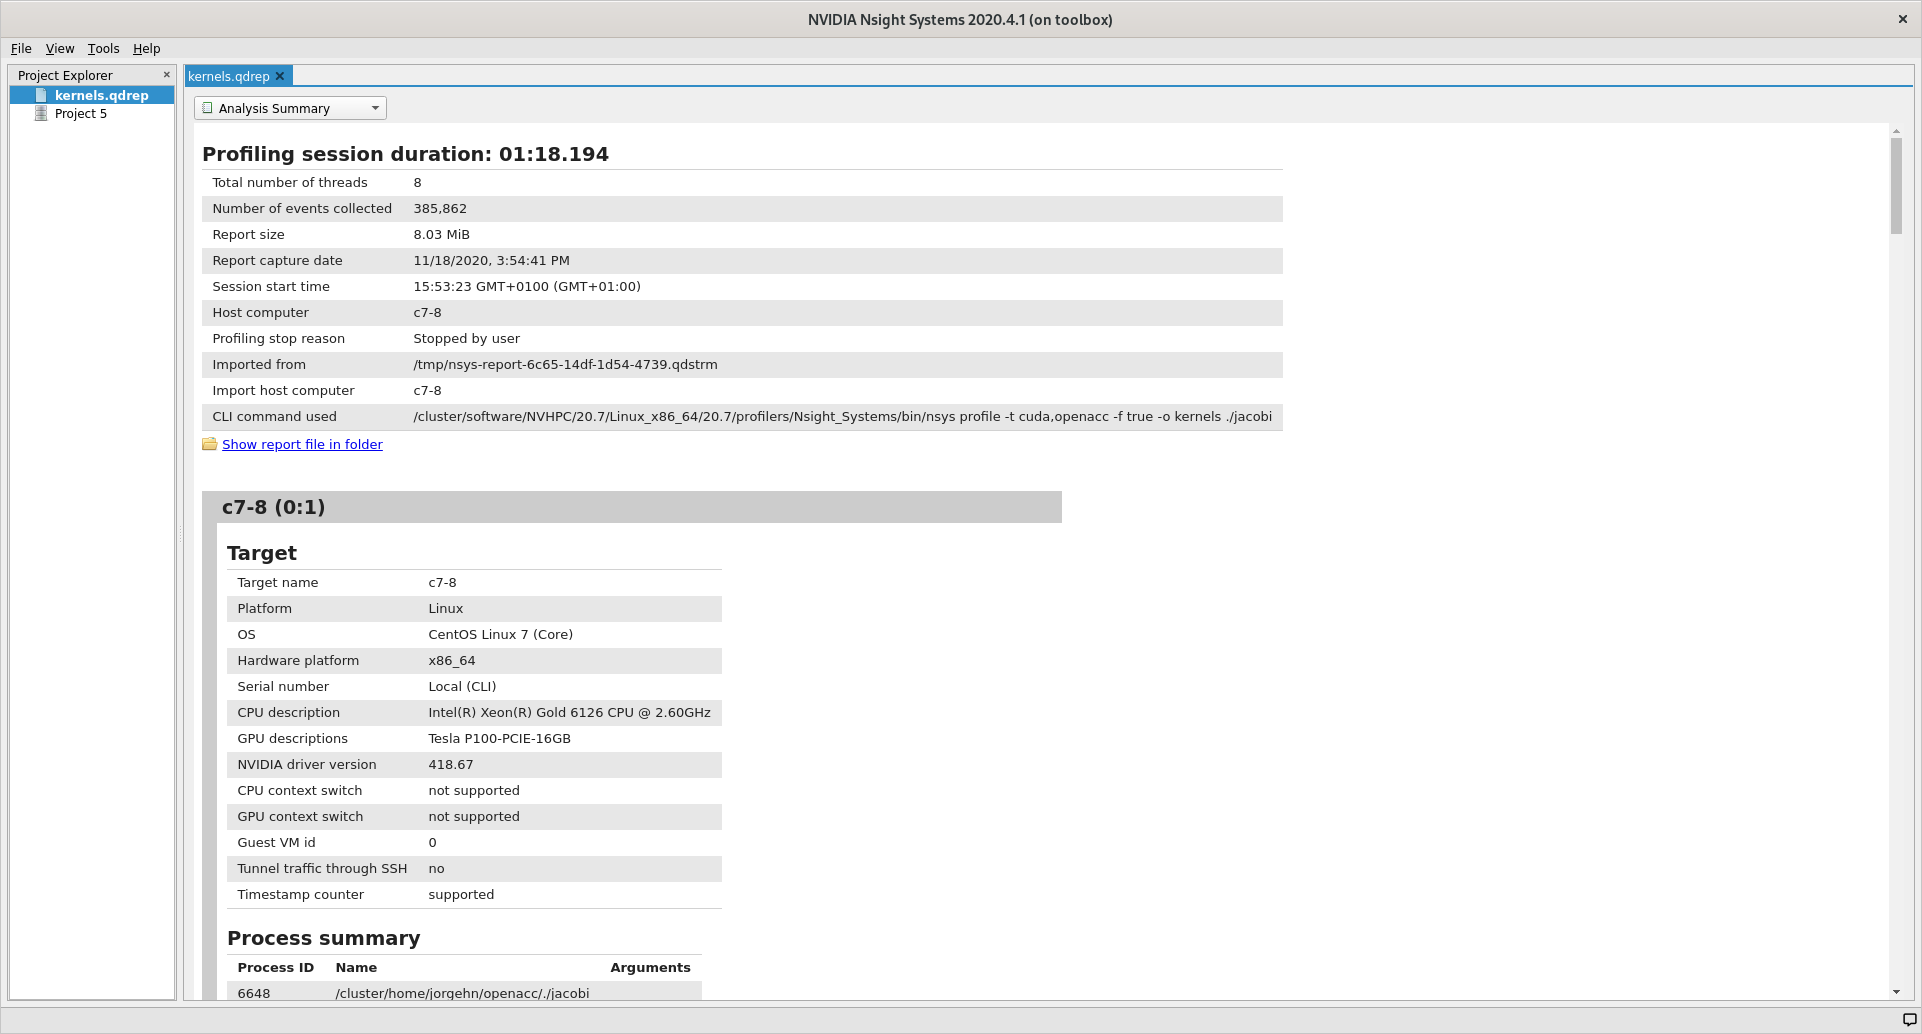 NVIDIA Nsight Systems 2020.4.1 (on toolbox)
File View Tools Help
Project Explorer
kernels.qdrep
Project 5
kernels.qdrep
Analysis Summary
Profiling session duration: 01:18.194
Total number of threads 8
Number of events collected 385,862
Report size 8.03 MiB
Report capture date 11/18/2020, 3:54:41 PM
Session start time 15:53:23 GMT+0100 (GMT+01:00)
Host computer c7-8
Profiling stop reason Stopped by user
Imported from /tmp/nsys-report-6c65-14df-1d54-4739.qdstrm
Import host computer c7-8
CLI command used /cluster/software/NVHPC/20.7/Linux_x86_64/20.7/profilers/Nsight_Systems/bin/nsys profile -t cuda,openacc -f true -o kernels ./jacobi
Show report file in folder
c7-8 (0:1)
Target
Target name c7-8
Platform Linux
OS CentOS Linux 7 (Core)
Hardware platform x86_64
Serial number Local (CLI)
CPU description Intel(R) Xeon(R) Gold 6126 CPU @ 2.60GHz
GPU descriptions Tesla P100-PCIE-16GB
NVIDIA driver version 418.67
CPU context switch not supported
GPU context switch not supported
Guest VM id 0
Tunnel traffic through SSH no
Timestamp counter supported
Process summary
Process ID Name Arguments
6648 /cluster/home/jorgehn/openacc/./jacobi